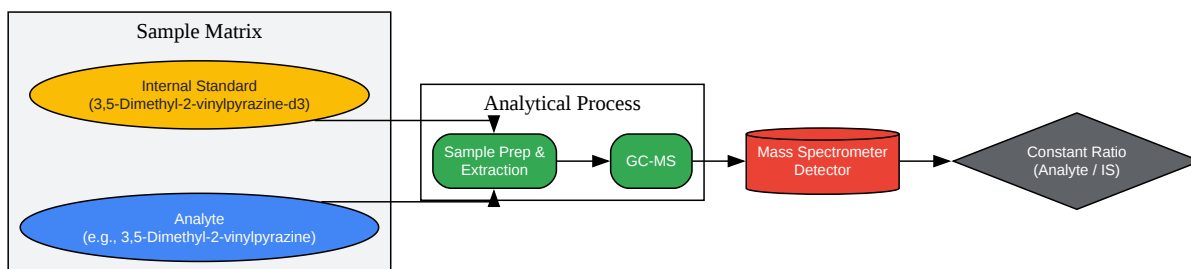 Sample Matrix
Internal Standard
(3,5-Dimethyl-2-vinylpyrazine-d3)
Analyte
(e.g., 3,5-Dimethyl-2-vinylpyrazine)
Analytical Process
Sample Prep &
Extraction
GC-MS
Mass Spectrometer
Detector
Constant Ratio
(Analyte / IS)